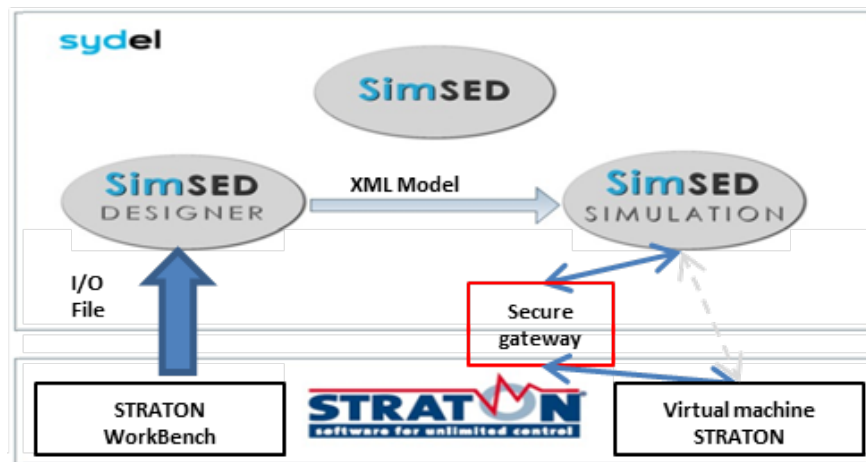 sydel
SimSED
SimSED
DESIGNER
XML Model
SimSED
SIMULATION
I/O
File
Secure
gateway
STRATON
WorkBench
STRATON
software for unlimited control
Virtual machine
STRATON